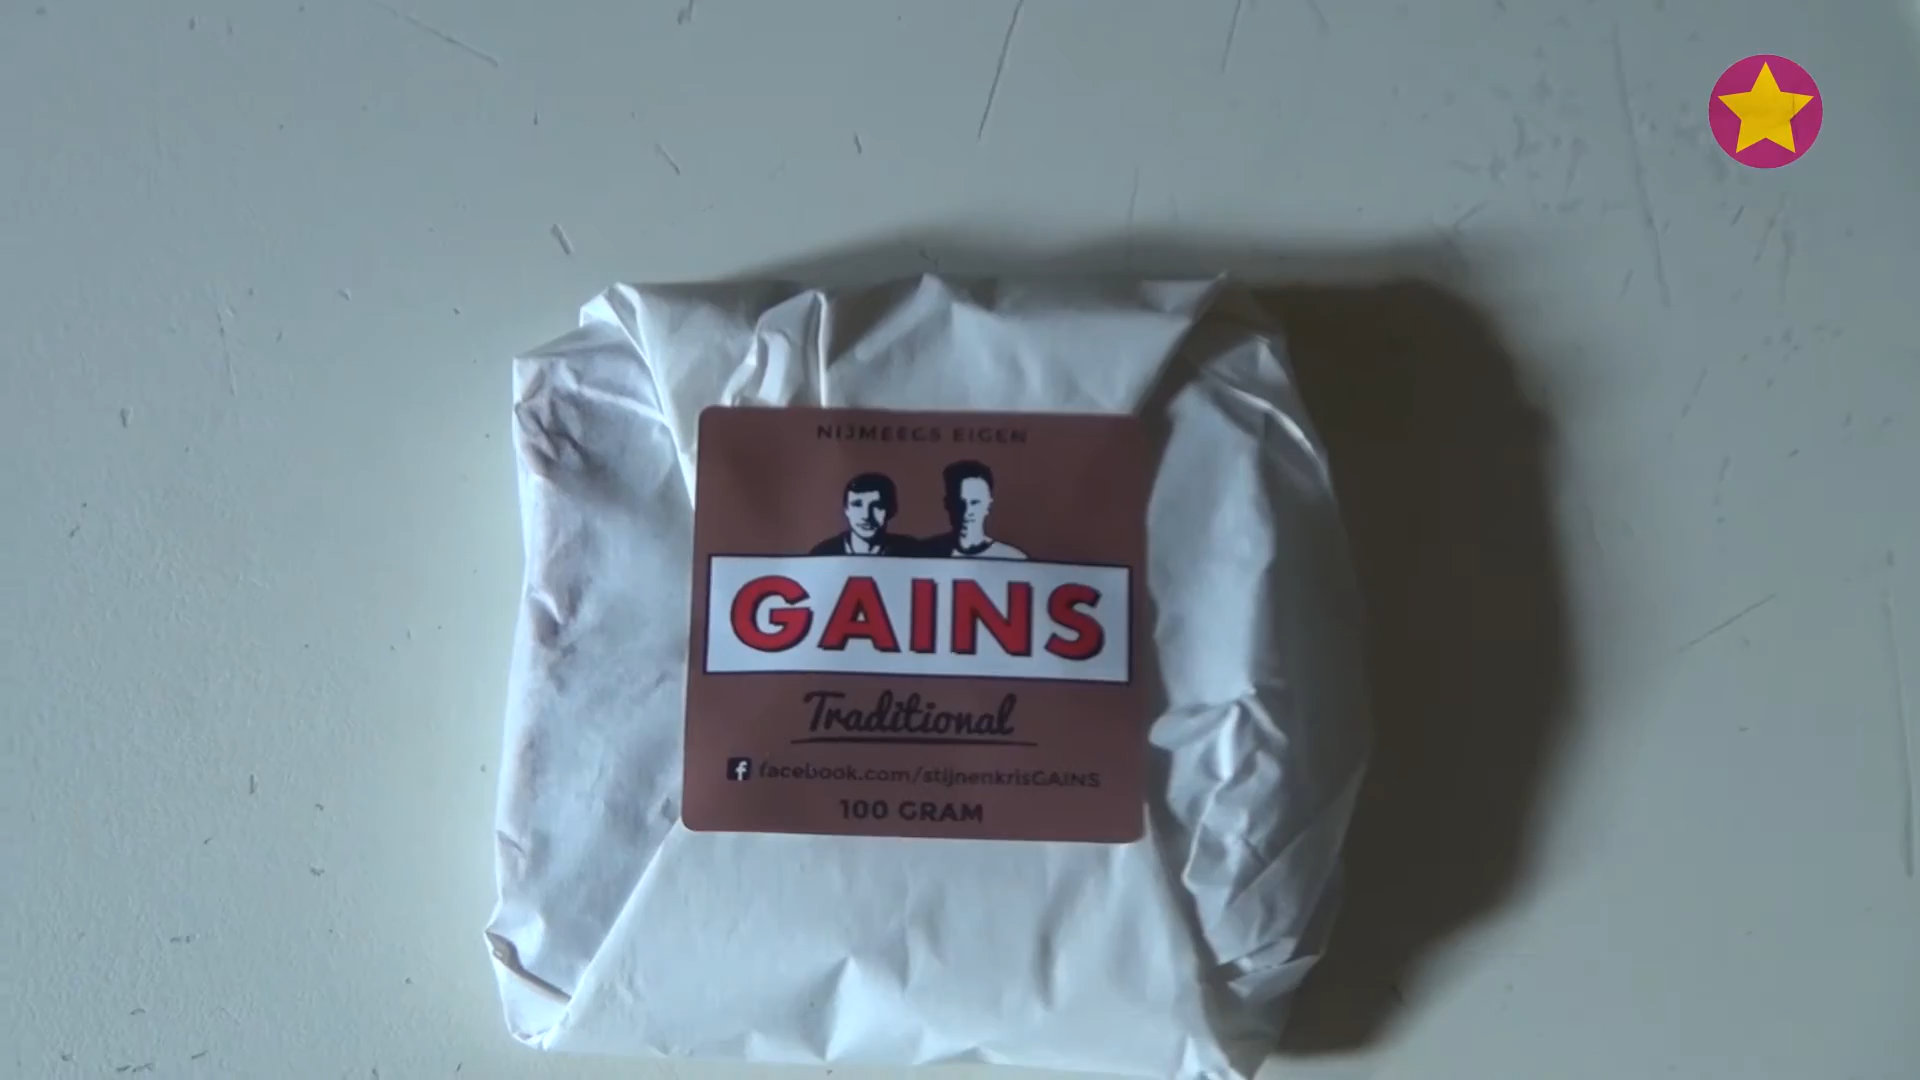 NIJMEEGS EIGEN
GAINS
Traditional
facebook.com/stijnenkrisGAINS
100 GRAM